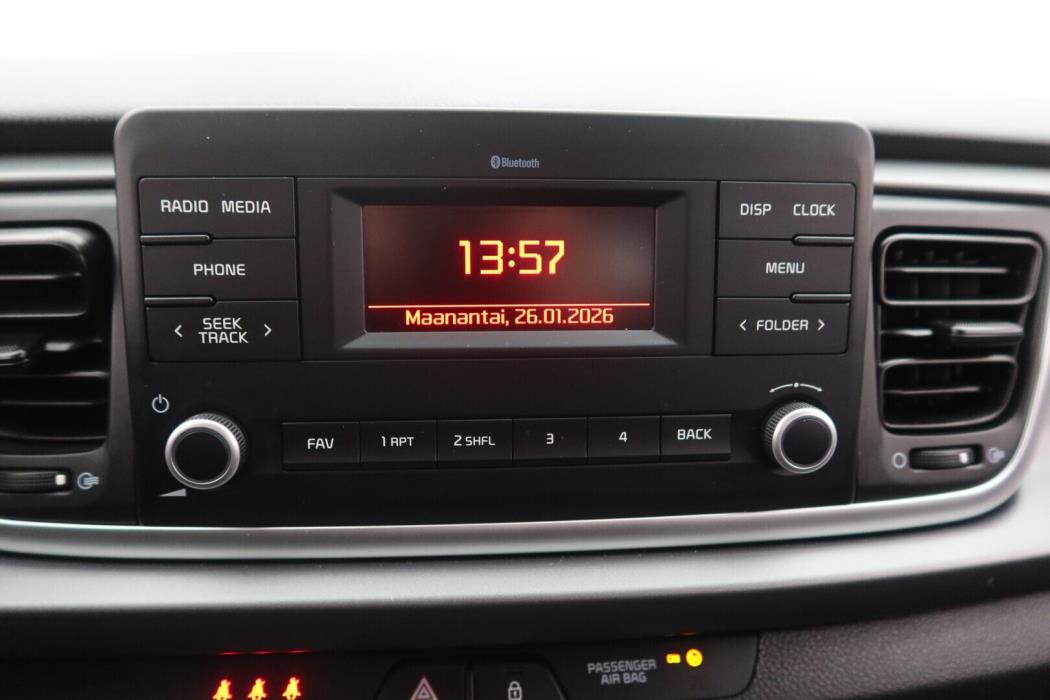 Bluetooth
RADIO MEDIA
DISP CLOCK
13:57
PHONE
MENU
SEEK
TRACK
Maanantai, 26.01.2026
FOLDER
FAV
1 RPT
2 SHFL
3
4
BACK
PASSENGER
AIR BAG
ON